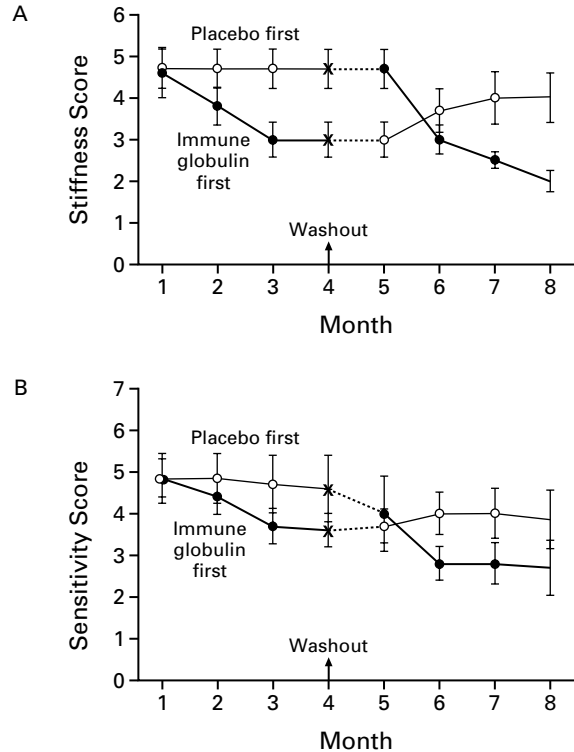 A
6
5
4
3
2
1
0
Stiffness Score
Placebo first
Immune
globulin
first
Washout
1 2 3 4 5 6 7 8
Month
B
7
6
5
4
3
2
1
0
Sensitivity Score
Placebo first
Immune
globulin
first
Washout
1 2 3 4 5 6 7 8
Month